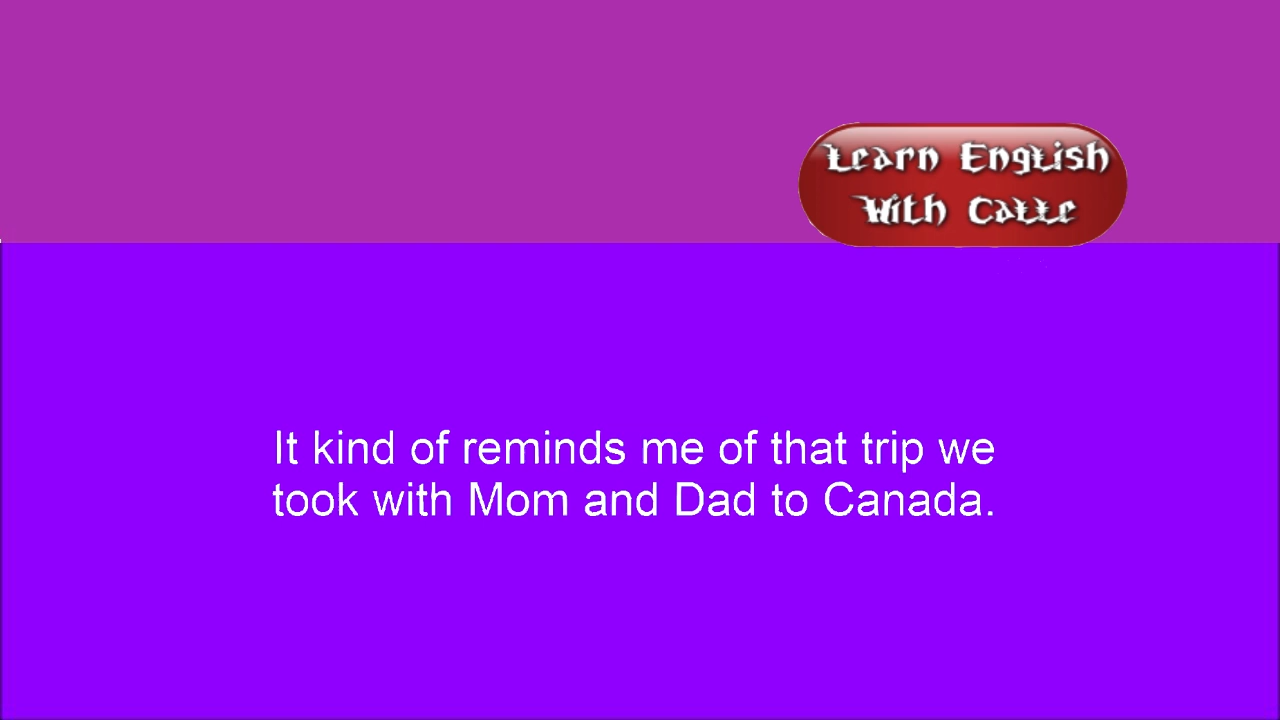 Learn English
With Calle
It kind of reminds me of that trip we
took with Mom and Dad to Canada.